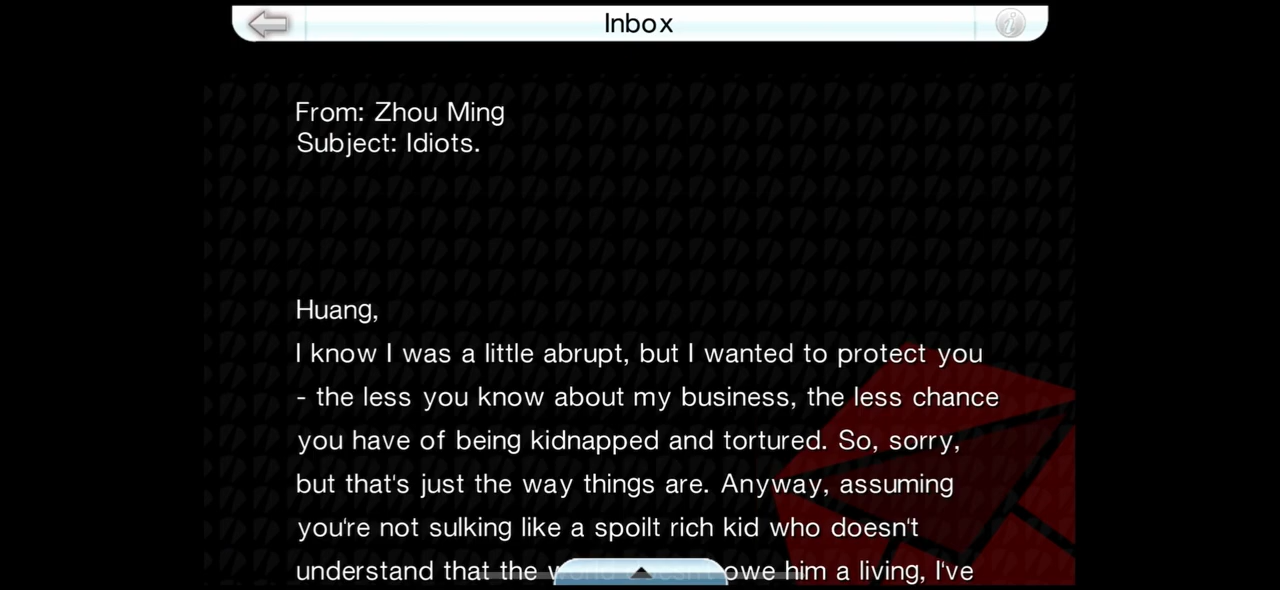 Inbox
From: Zhou Ming
Subject: Idiots.
Huang,
I know I was a little abrupt, but I wanted to protect you
- the less you know about my business, the less chance
you have of being kidnapped and tortured. So, sorry,
but that's just the way things are. Anyway, assuming
you're not sulking like a spoilt rich kid who doesn't
understand that the world doesn't owe him a living, I've